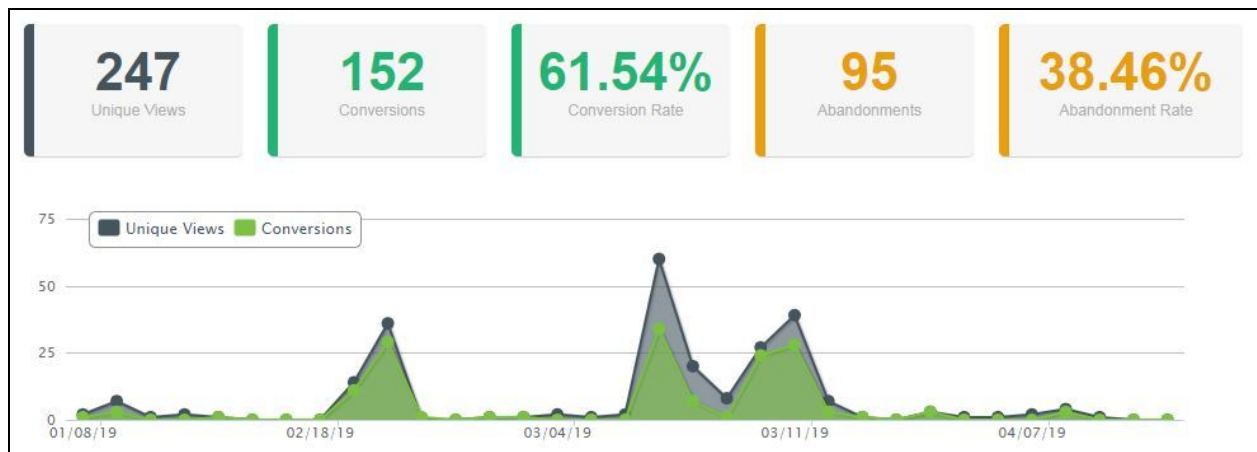 247
Unique Views
152
Conversions
61.54%
Conversion Rate
95
Abandonments
38.46%
Abandonment Rate
Unique Views Conversions
75
50
25
0
01/08/19 02/18/19 03/04/19 03/11/19 04/07/19